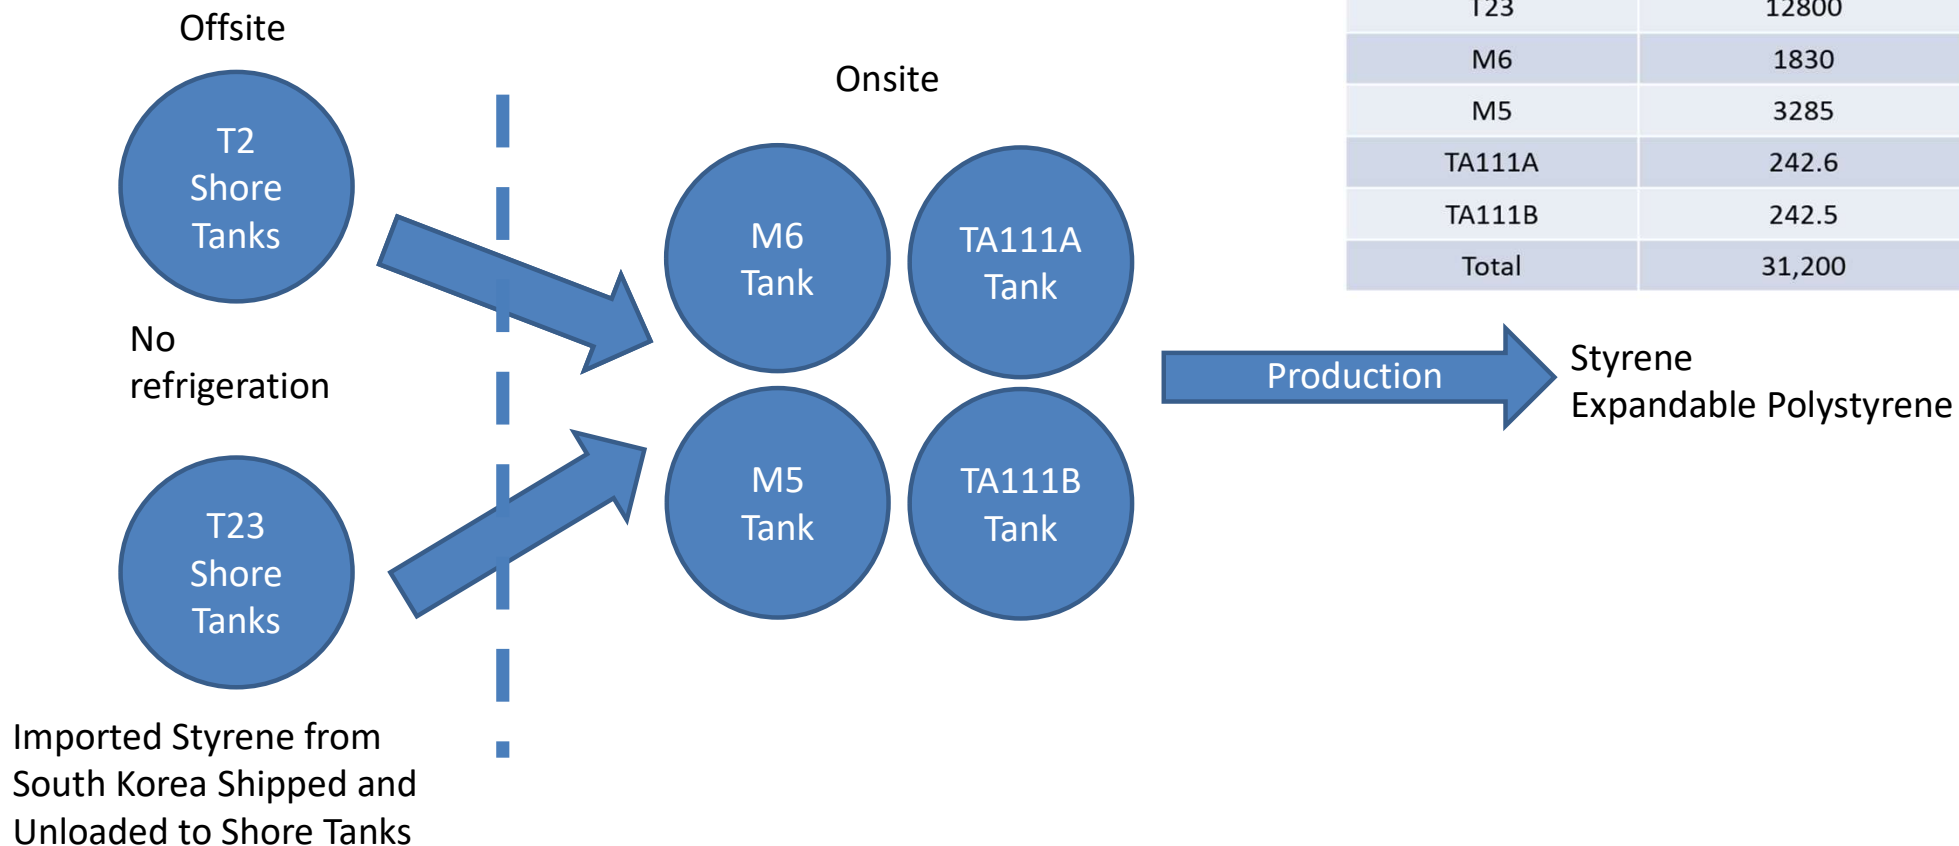 Offsite
T2
Shore
Tanks
No
refrigeration
T23
Shore
Tanks
Imported Styrene from
South Korea Shipped and
Unloaded to Shore Tanks
Onsite
M6
Tank
TA111A
Tank
M5
Tank
TA111B
Tank
Production
Styrene
Expandable Polystyrene
T23 12800
M6 1830
M5 3285
TA111A 242.6
TA111B 242.5
Total 31,200